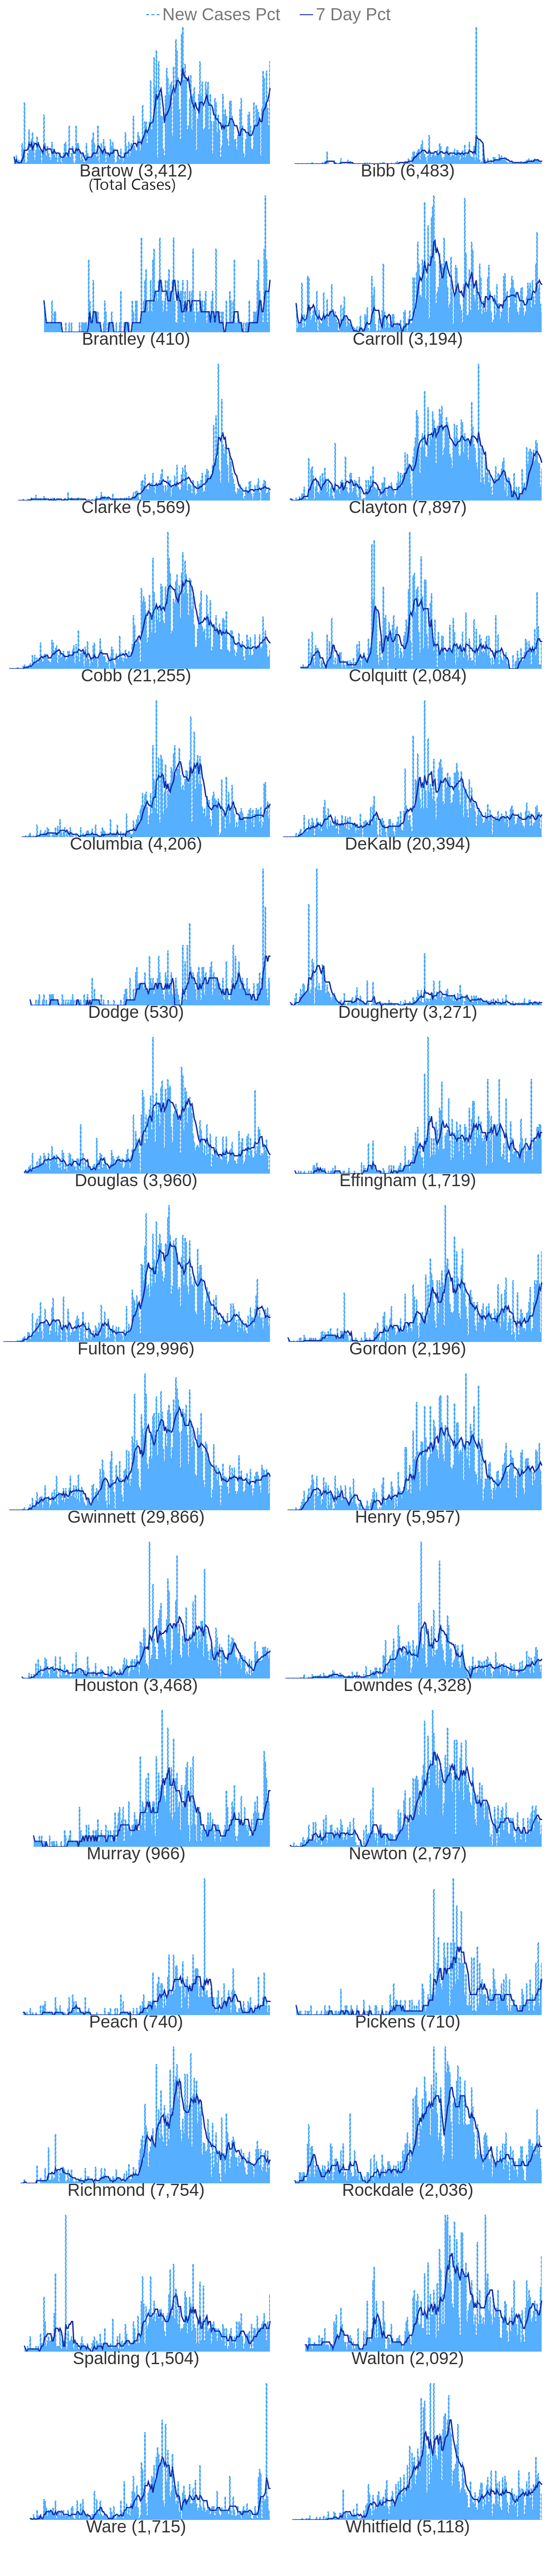 New Cases Pct 7 Day Pct
Bartow (3,412) Bibb (6,483)
(Total Cases)
Brantley (410) Carroll (3,194)
Clarke (5,569) Clayton (7,897)
Cobb (21,255) Colquitt (2,084)
Columbia (4,206) DeKalb (20,394)
Dodge (530) Dougherty (3,271)
Douglas (3,960) Effingham (1,719)
Fulton (29,996) Gordon (2,196)
Gwinnett (29,866) Henry (5,957)
Houston (3,468) Lowndes (4,328)
Murray (966) Newton (2,797)
Peach (740) Pickens (710)
Richmond (7,754) Rockdale (2,036)
Spalding (1,504) Walton (2,092)
Ware (1,715) Whitfield (5,118)